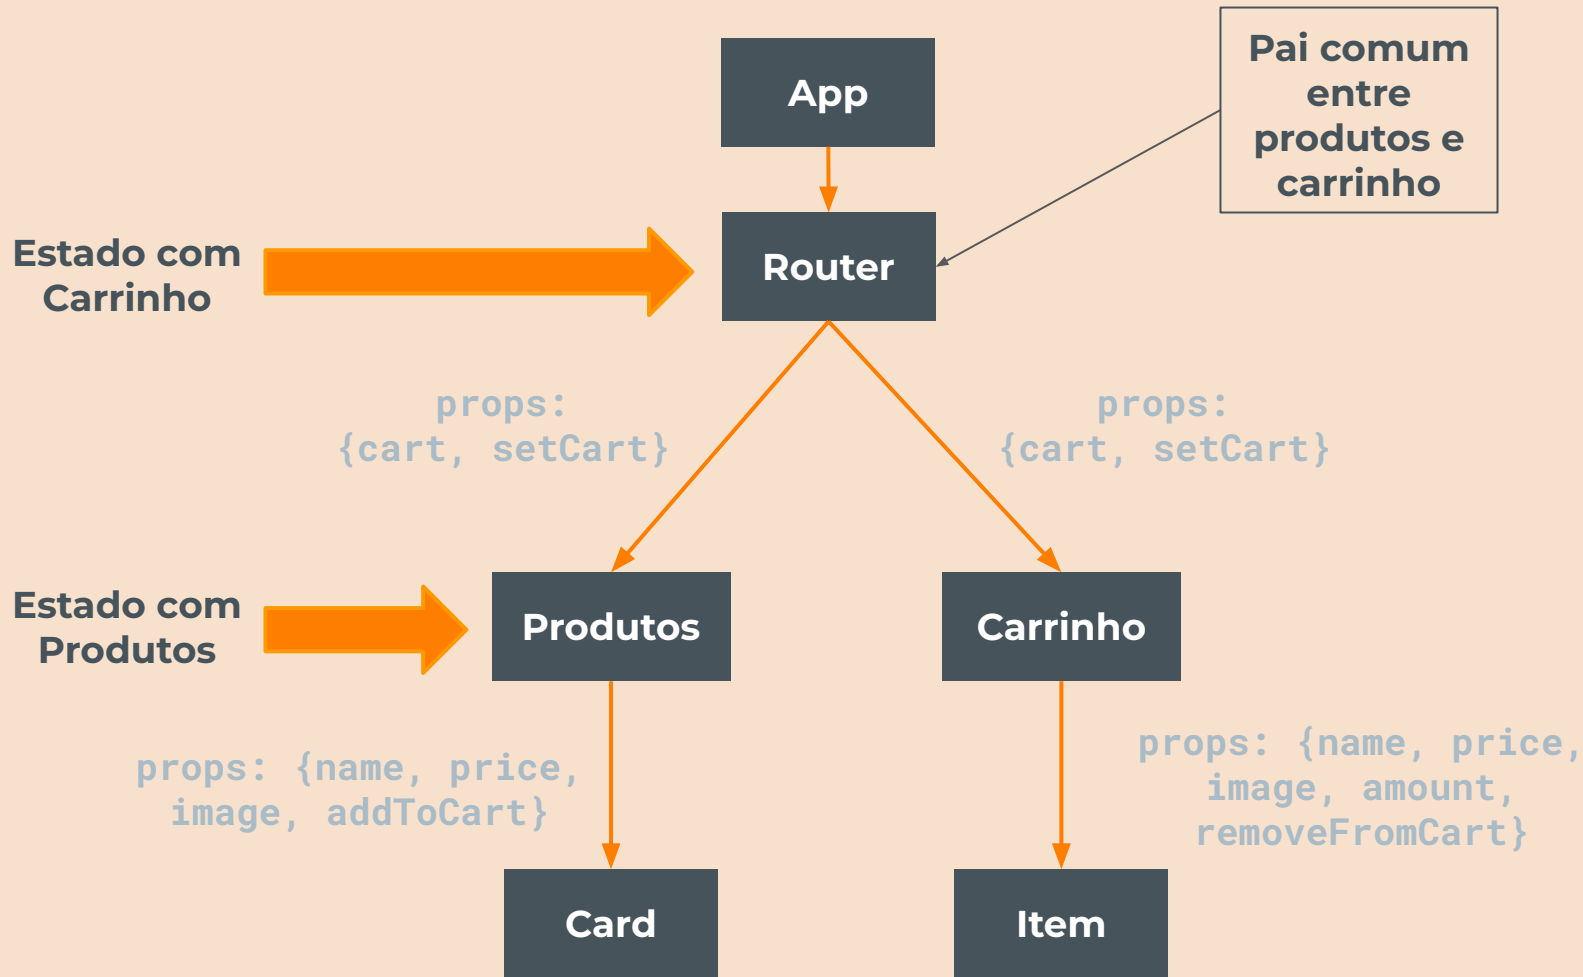 App
Pai comum
entre
produtos e
carrinho
Estado com
Carrinho
Router
props:
{cart, setCart}
props:
{cart, setCart}
Estado com
Produtos
Produtos
Carrinho
props: {name, price,
image, addToCart}
props: {name, price,
image, amount,
removeFromCart}
Card
Item